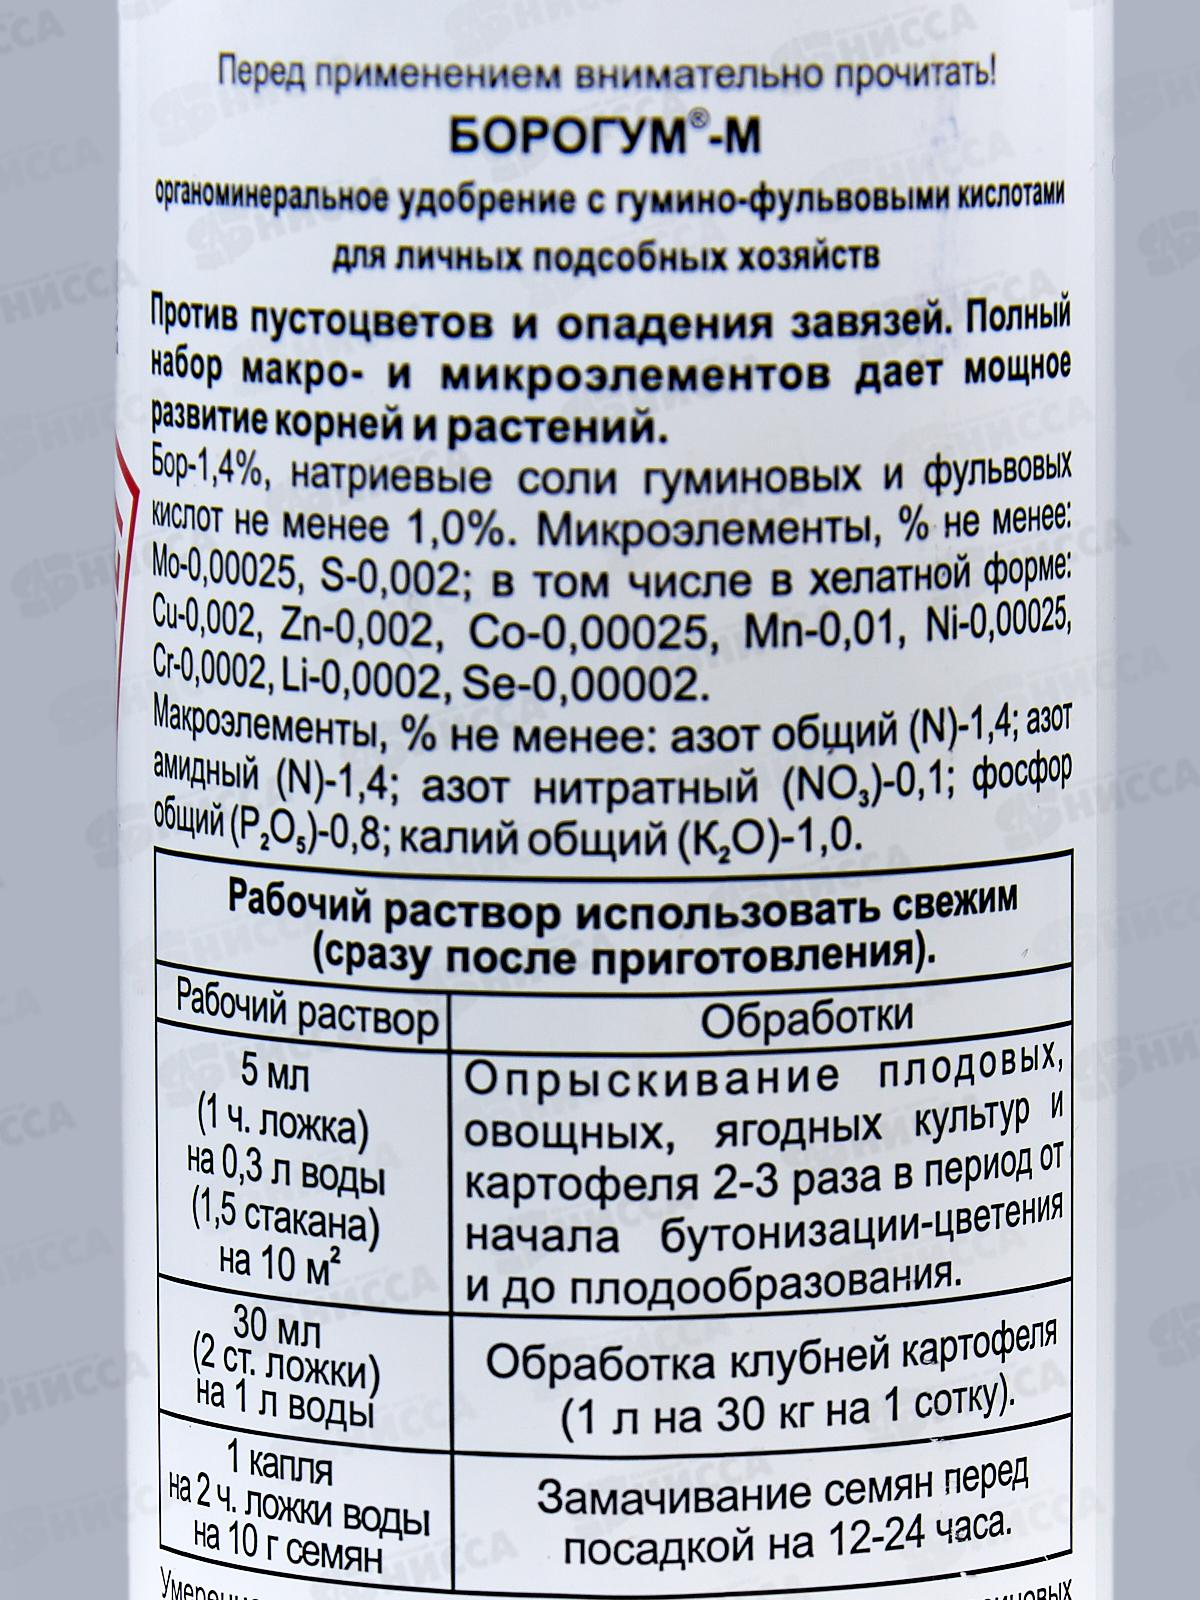 Перед применением внимательно прочитать!
БОРОГУМ®-М
органоминеральное удобрение с гумино-фульвовыми кислотами
для личных подсобных хозяйств
Против пустоцветов и опадения завязей. Полный
набор макро- и микроэлементов дает мощное
развитие корней и растений.
Бор-1,4%, натриевые соли гуминовых и фульвовых
кислот не менее 1,0%. Микроэлементы, % не менее:
Mo-0,00025, S-0,002; в том числе в хелатной форме:
Cu-0,002, Zn-0,002, Co-0,00025, Mn-0,01, Ni-0,00025,
Cr-0,0002, Li-0,0002, Se-0,00002.
Макроэлементы, % не менее: азот общий (N)-1,4; азот
амидный (N)-1,4; азот нитратный (NO₃)-0,1; фосфор
общий (P₂O₅)-0,8; калий общий (K₂O)-1,0.
Рабочий раствор использовать свежим
(сразу после приготовления).
Рабочий раствор
Обработки
5 мл
(1 ч. ложка)
на 0,3 л воды
(1,5 стакана)
на 10 м²
Опрыскивание плодовых,
овощных, ягодных культур и
картофеля 2-3 раза в период от
начала бутонизации-цветения
и до плодообразования.
30 мл
(2 ст. ложки)
на 1 л воды
Обработка клубней картофеля
(1 л на 30 кг на 1 сотку).
1 капля
на 2 ч. ложки воды
на 10 г семян
Замачивание семян перед
посадкой на 12-24 часа.
НИССА